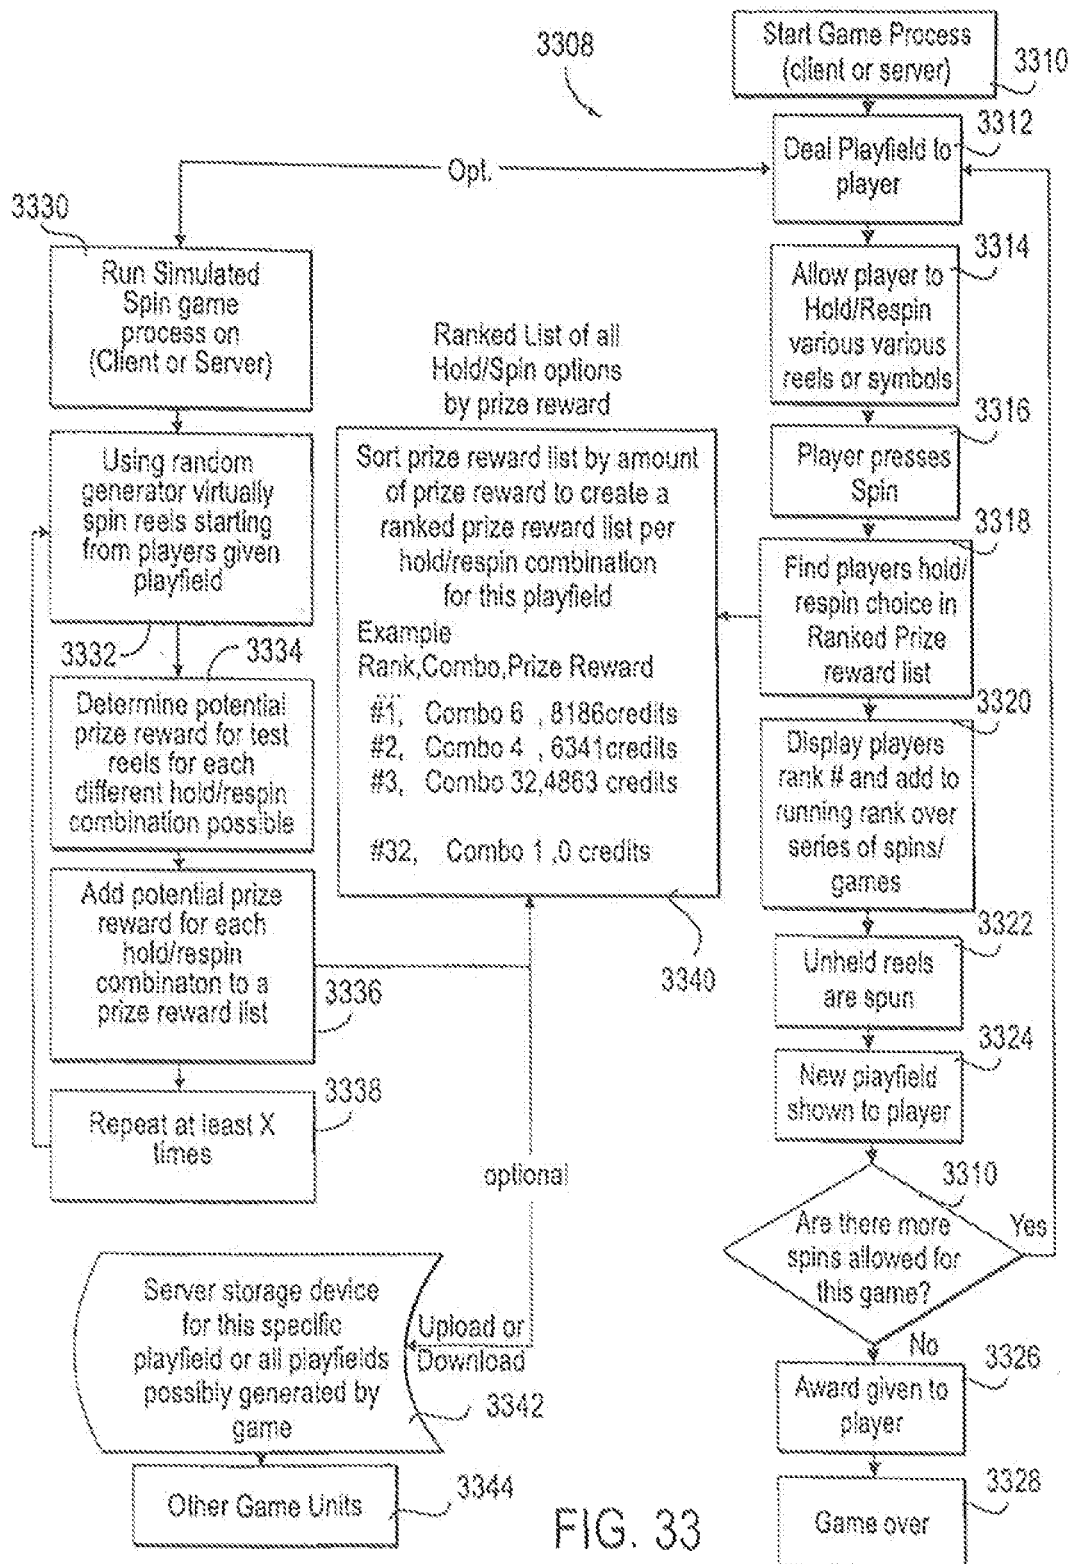 3308
Start Game Process
(client or server)
3310
3312
Deal Playfield to
player
Opt.
3330
Run Simulated
Spin game
process on
(Client or Server)
3314
Allow player to
Hold/Respin
various various
reels or symbols
Ranked List of all
Hold/Spin options
by prize reward
3316
Player presses
Spin
Using random
generator virtually
spin reels starting
from players given
playfield
3332
Sort prize reward list by amount
of prize reward to create a
ranked prize reward list per
hold/respin combination
for this playfield
Example
Rank,Combo,Prize Reward
#1, Combo 6 , 8186credits
#2, Combo 4 , 6341credits
#3, Combo 32,4863 credits
#32, Combo 1 ,0 credits
3340
3318
Find players hold/
respin choice in
Ranked Prize
reward list
3334
Determine potential
prize reward for test
reels for each
different hold/respin
combination possible
3320
Display players
rank # and add to
running rank over
series of spins/
games
Add potential prize
reward for each
hold/respin
combinaton to a
prize reward list
3336
3322
Unheld reels
are spun
3324
New playfield
shown to player
3338
Repeat at least X
times
optional
3310
Are there more
spins allowed for
this game?
Yes
No
Server storage device
for this specific
playfield or all playfields
possibly generated by
game
Upload or
Download
3342
3326
Award given to
player
3344
Other Game Units
3328
Game over
FIG. 33